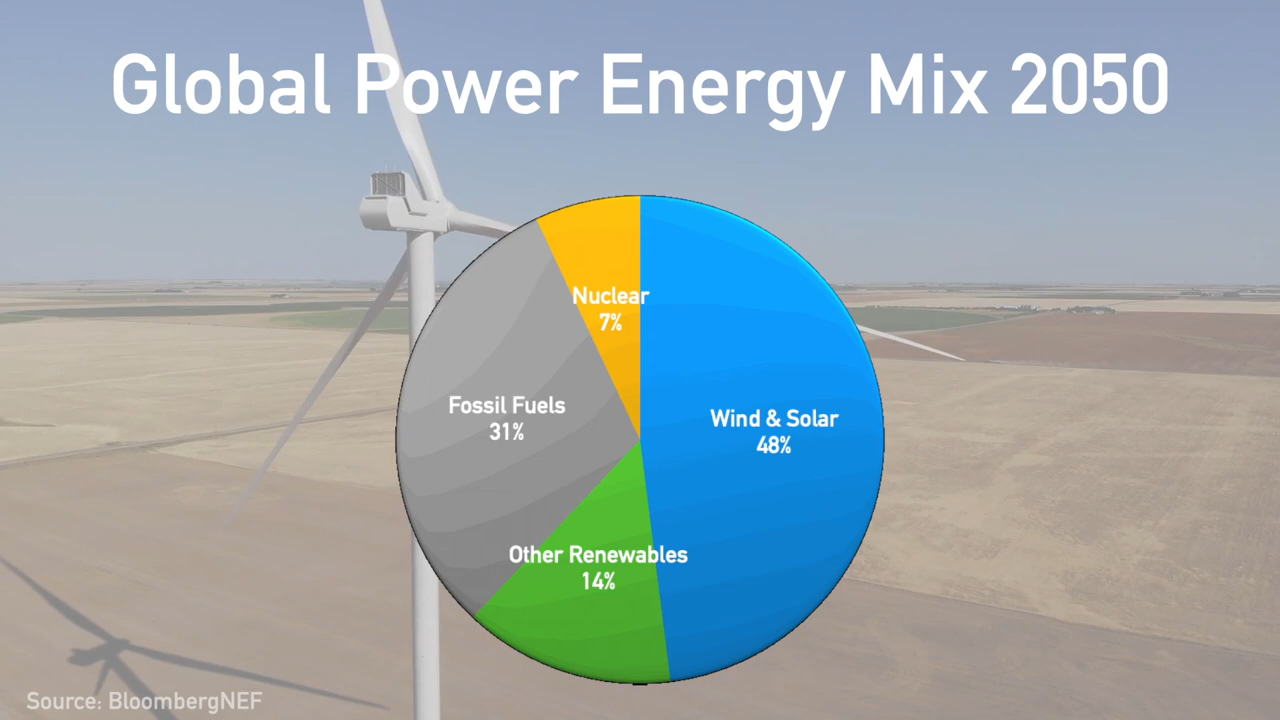 Global Power Energy Mix 2050
Nuclear
7%
Fossil Fuels
31%
Wind & Solar
48%
Other Renewables
14%
Source: BloombergNEF